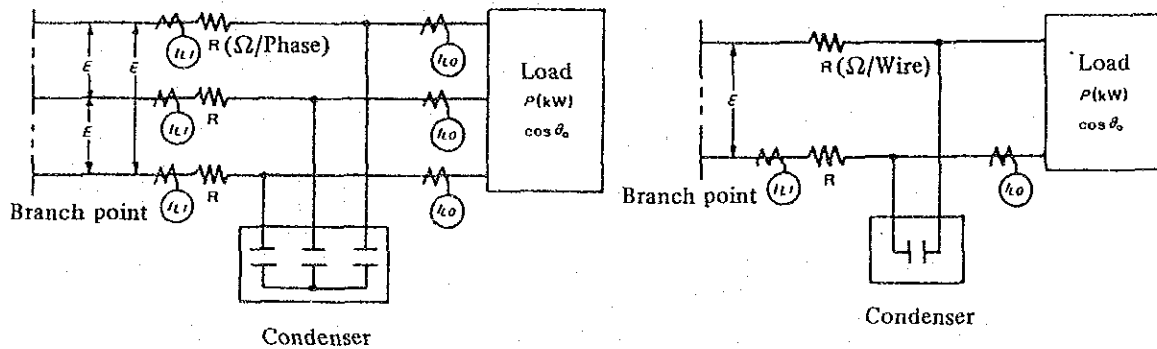 R (Ω/Phase)
I_L1
I_L0
Load
P(kW)
cos θ₀
ε
ε
ε
R
I_L1
I_L0
R
I_L1
I_L0
Branch point
Condenser
R (Ω/Wire)
Load
P(kW)
cos θ₀
ε
R
I_L1
I_L0
Branch point
Condenser